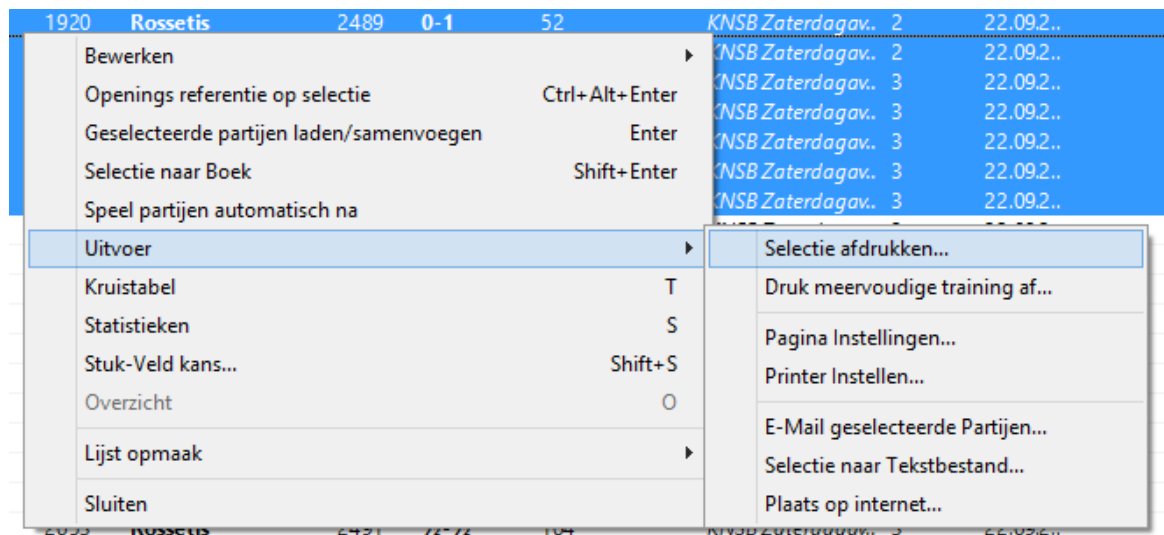 1920 Rossetis 2489 0-1 52 KNSB Zaterdagav.. 2 22.09.2..
Bewerken KNSB Zaterdagav.. 2 22.09.2..
Openings referentie op selectie Ctrl+Alt+Enter KNSB Zaterdagav.. 3 22.09.2..
KNSB Zaterdagav.. 3 22.09.2..
Geselecteerde partijen laden/samenvoegen Enter KNSB Zaterdagav.. 3 22.09.2..
Selectie naar Boek Shift+Enter KNSB Zaterdagav.. 3 22.09.2..
KNSB Zaterdagav.. 3 22.09.2..
Speel partijen automatisch na
Uitvoer
Kruistabel T
Statistieken S
Stuk-Veld kans... Shift+S
Overzicht O
Lijst opmaak
Sluiten
Selectie afdrukken...
Druk meervoudige training af...
Pagina Instellingen...
Printer Instellen...
E-Mail geselecteerde Partijen...
Selectie naar Tekstbestand...
Plaats op internet...